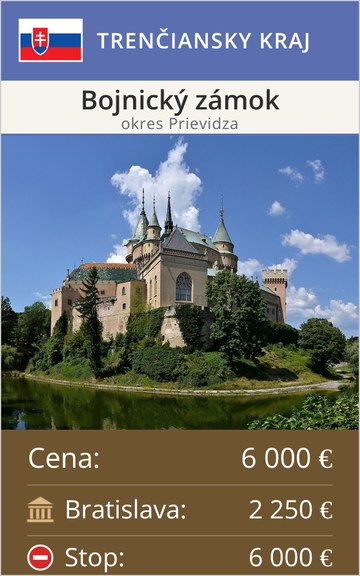 TRENČIANSKY KRAJ
Bojnický zámok
okres Prievidza
Cena: 6 000 €
Bratislava: 2 250 €
Stop: 6 000 €